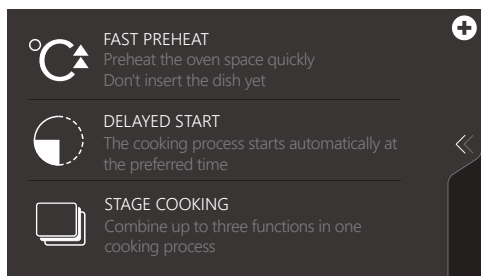 FAST PREHEAT
Preheat the oven space quickly
Don't insert the dish yet
DELAYED START
The cooking process starts automatically at
the preferred time
STAGE COOKING
Combine up to three functions in one
cooking process